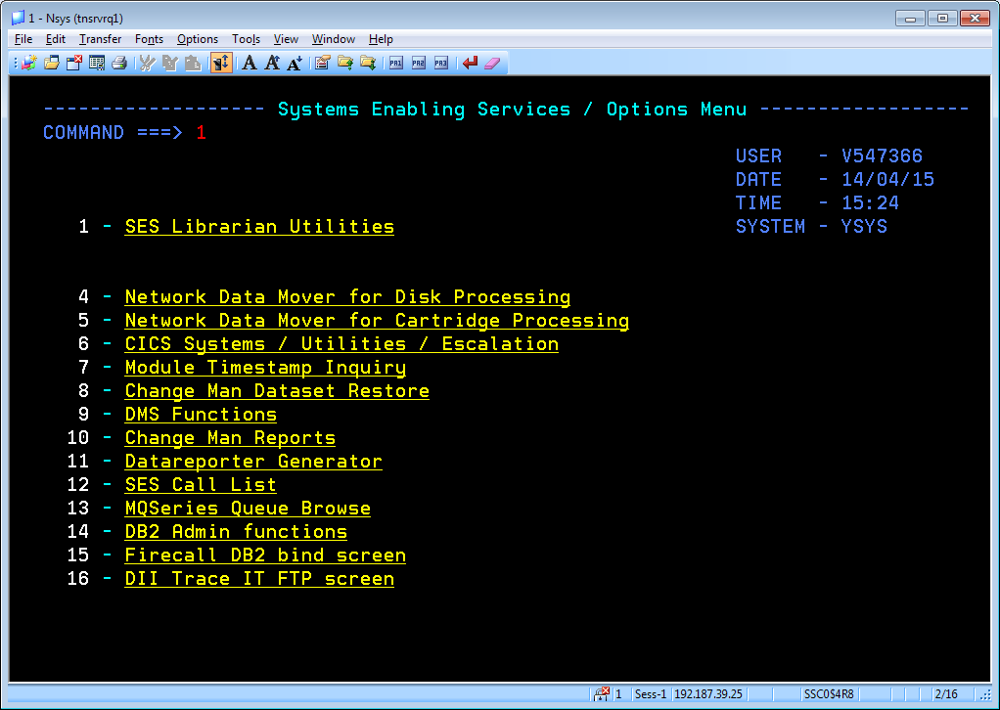 1 - Nsys (tnsrvrq1)
File Edit Transfer Fonts Options Tools View Window Help
A A A PA1 PA2 PA3
------------------- Systems Enabling Services / Options Menu ------------------
COMMAND ===> 1
USER - V547366
DATE - 14/04/15
TIME - 15:24
1 - SES Librarian Utilities SYSTEM - YSYS
4 - Network Data Mover for Disk Processing
5 - Network Data Mover for Cartridge Processing
6 - CICS Systems / Utilities / Escalation
7 - Module Timestamp Inquiry
8 - Change Man Dataset Restore
9 - DMS Functions
10 - Change Man Reports
11 - Datareporter Generator
12 - SES Call List
13 - MQSeries Queue Browse
14 - DB2 Admin functions
15 - Firecall DB2 bind screen
16 - DII Trace IT FTP screen
1 Sess-1 192.187.39.25 SSC0$4R8 2/16